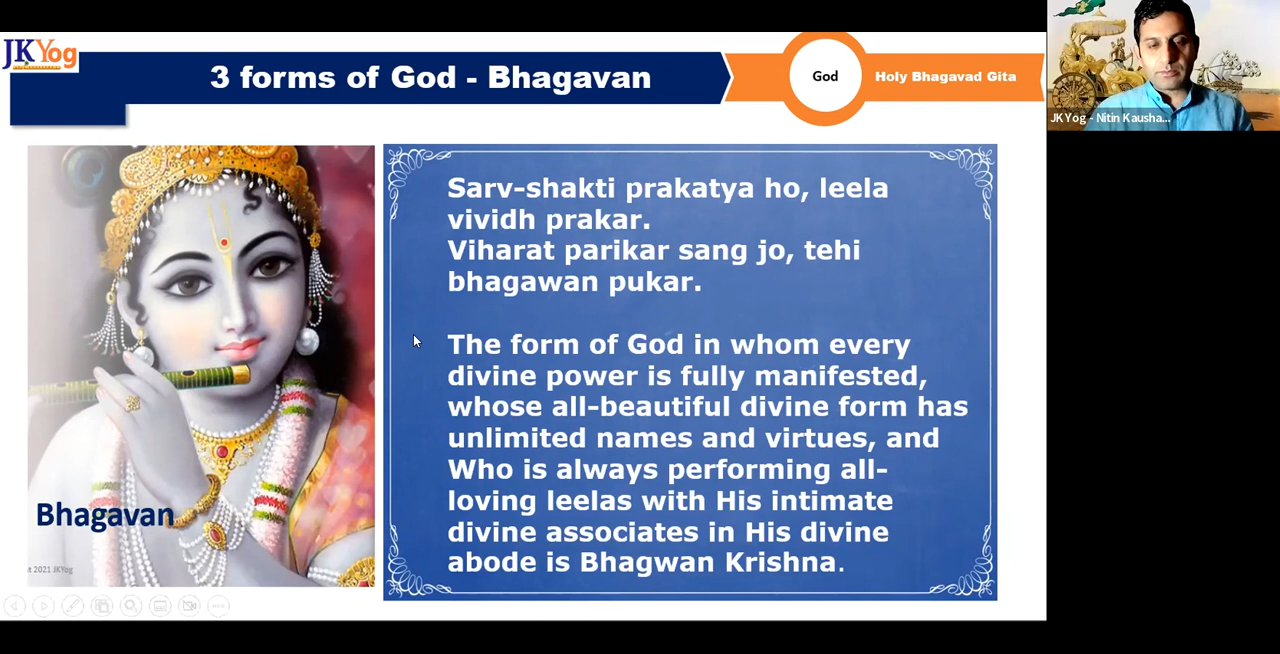 JKYog
3 forms of God - Bhagavan
God
Holy Bhagavad Gita
JKYog - Nitin Kausha...
Sarv-shakti prakatya ho, leela
vividh prakar.
Viharat parikar sang jo, tehi
bhagawan pukar.
The form of God in whom every
divine power is fully manifested,
whose all-beautiful divine form has
unlimited names and virtues, and
Who is always performing all-
loving leelas with His intimate
divine associates in His divine
abode is Bhagwan Krishna.
Bhagavan
2021 JKYog